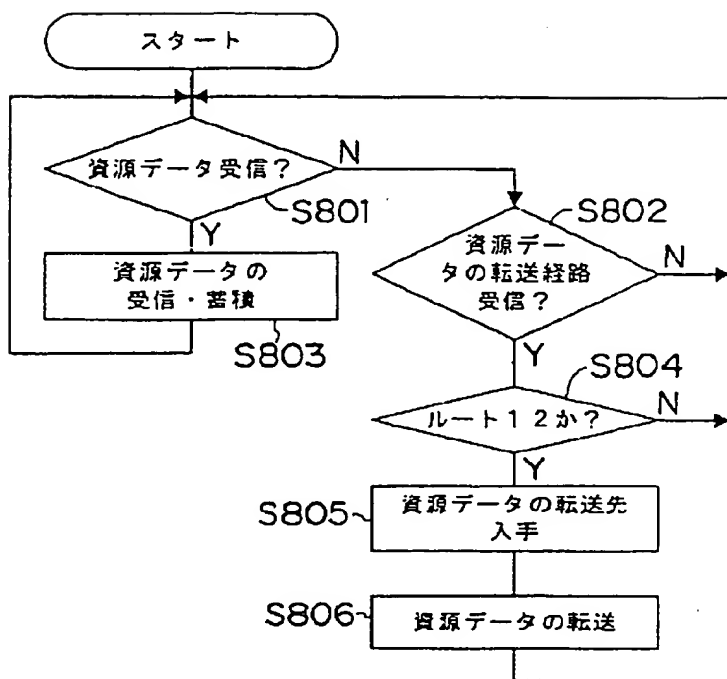 スタート
資源データ受信?
N
S801
Y
資源データの
受信・蓄積
S803
S802
資源デー
タの転送経路
受信?
N
Y
S804
ルート12か?
N
Y
S805
資源データの転送先
入手
S806
資源データの転送